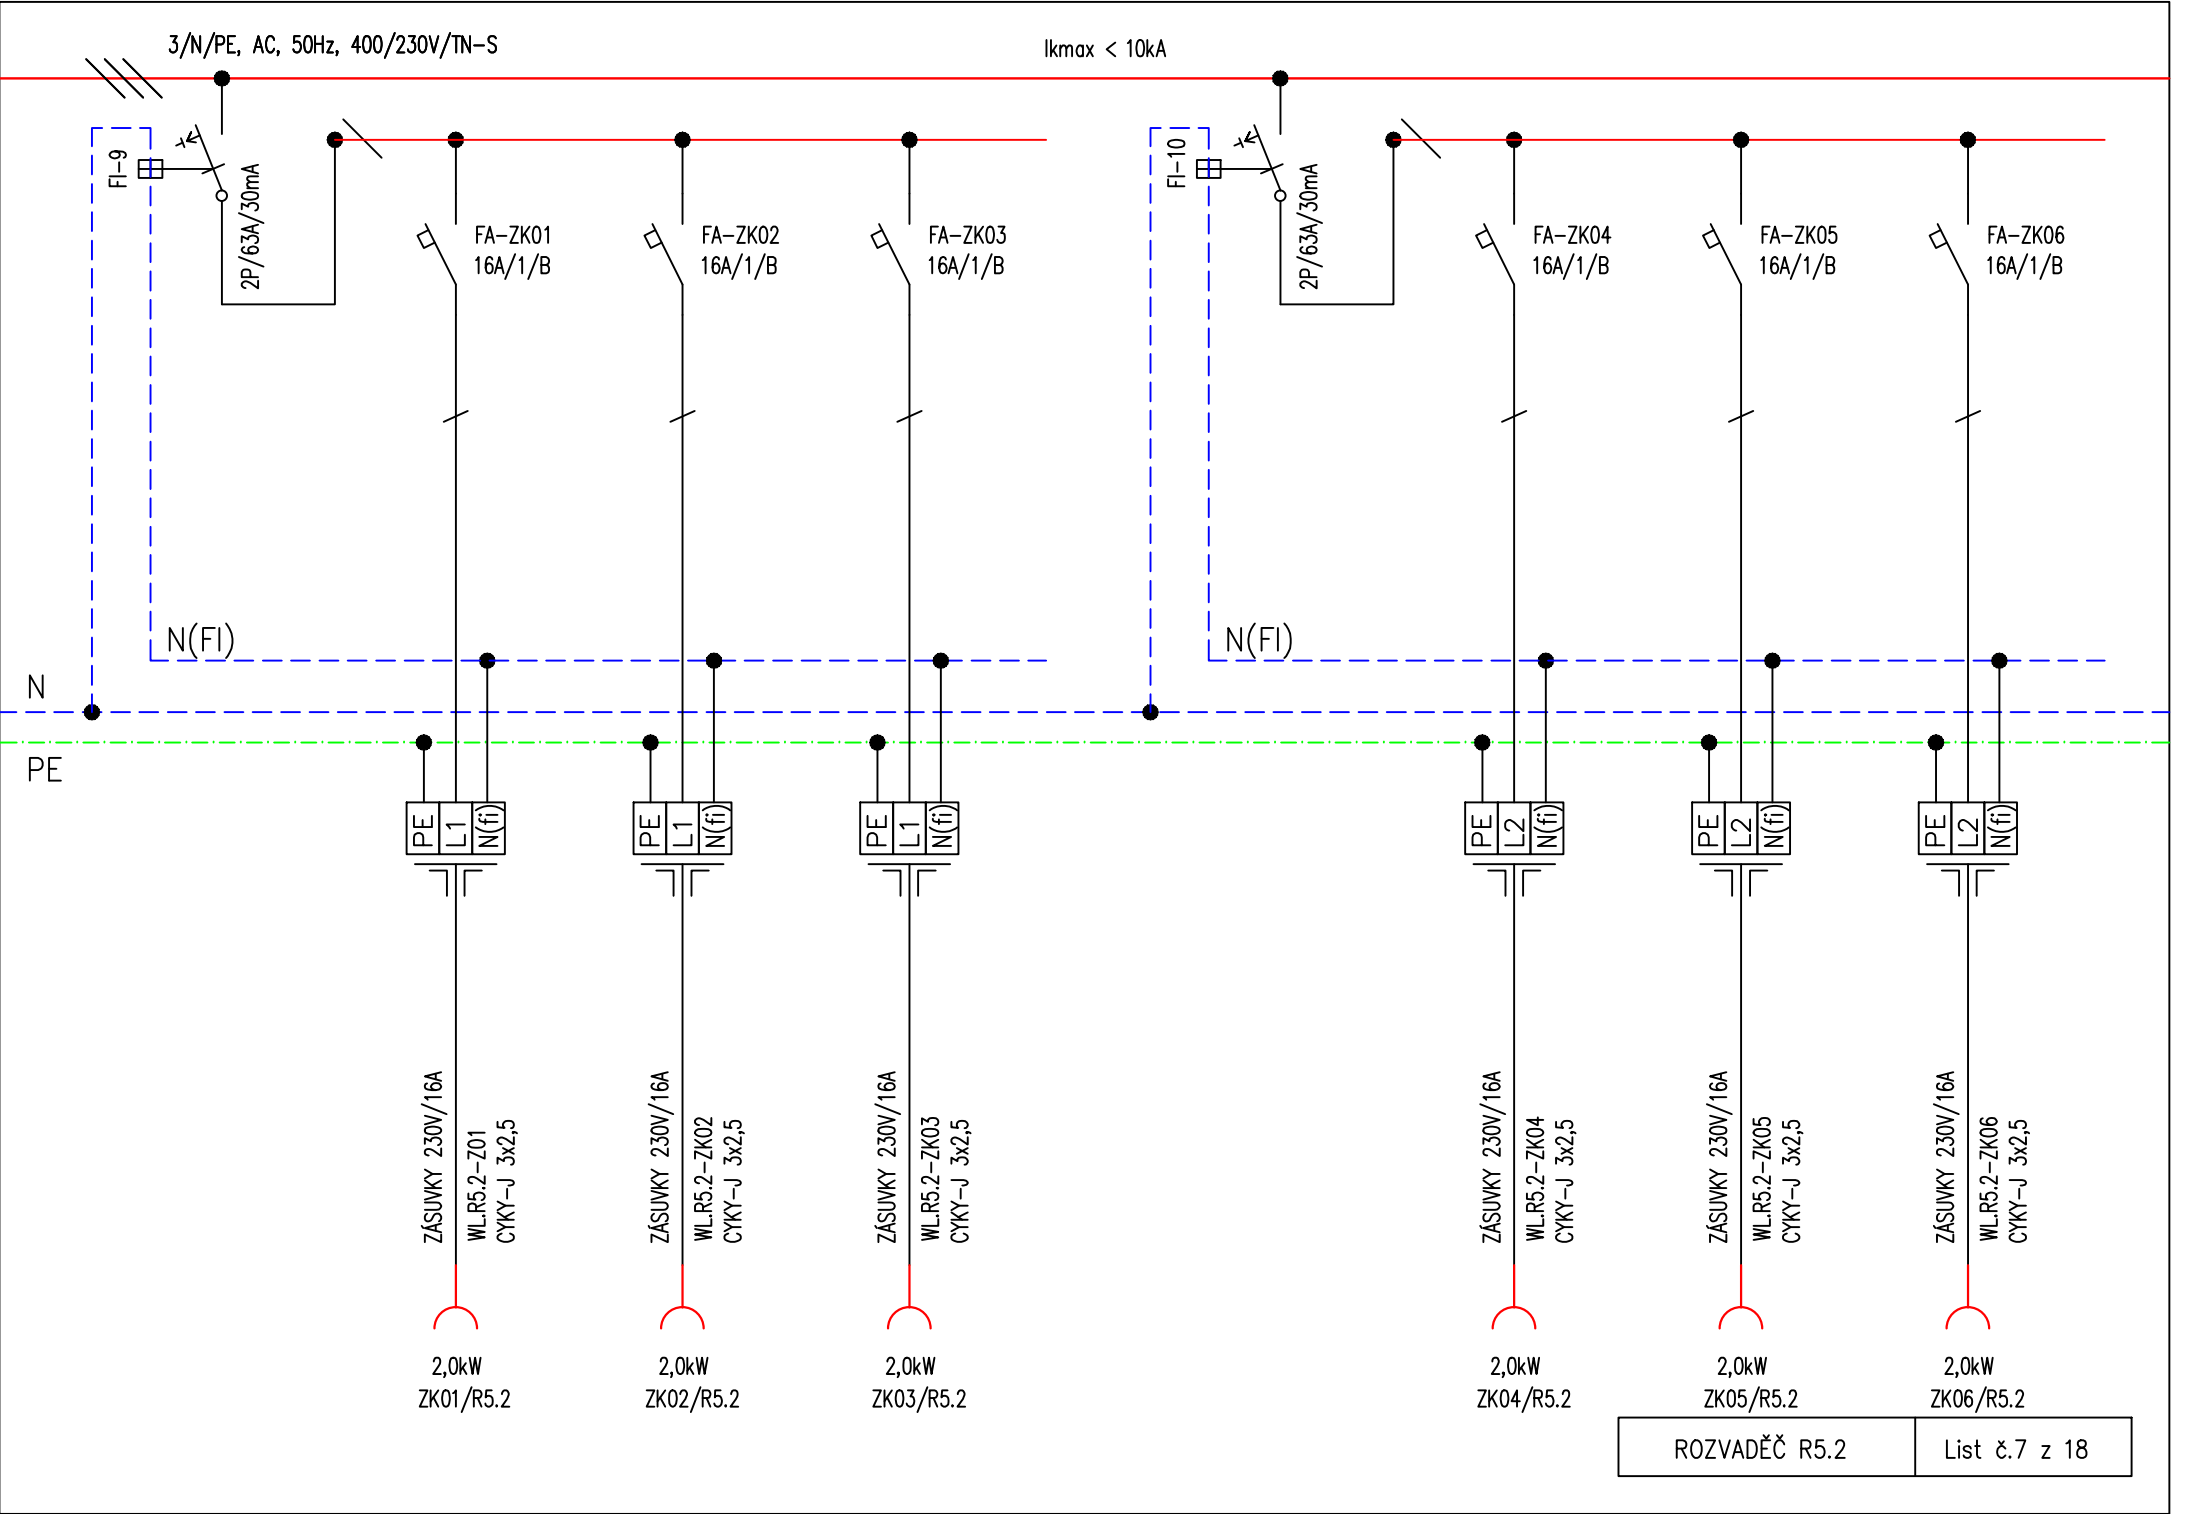 3/N/PE, AC, 50Hz, 400/230V/TN-S
Ikmax < 10kA
FI-9
2P/63A/30mA
FA-ZK01
16A/1/B
FA-ZK02
16A/1/B
FA-ZK03
16A/1/B
FI-10
2P/63A/30mA
FA-ZK04
16A/1/B
FA-ZK05
16A/1/B
FA-ZK06
16A/1/B
N(FI)
N(FI)
N
PE
PE L1 N(fi)
PE L1 N(fi)
PE L1 N(fi)
PE L2 N(fi)
PE L2 N(fi)
PE L2 N(fi)
ZÁSUVKY 230V/16A
WL.R5.2-Z01
CYKY-J 3x2,5
ZÁSUVKY 230V/16A
WL.R5.2-ZK02
CYKY-J 3x2,5
ZÁSUVKY 230V/16A
WL.R5.2-ZK03
CYKY-J 3x2,5
ZÁSUVKY 230V/16A
WL.R5.2-ZK04
CYKY-J 3x2,5
ZÁSUVKY 230V/16A
WL.R5.2-ZK05
CYKY-J 3x2,5
ZÁSUVKY 230V/16A
WL.R5.2-ZK06
CYKY-J 3x2,5
2,0kW
ZK01/R5.2
2,0kW
ZK02/R5.2
2,0kW
ZK03/R5.2
2,0kW
ZK04/R5.2
2,0kW
ZK05/R5.2
2,0kW
ZK06/R5.2
ROZVADĚČ R5.2
List č.7 z 18